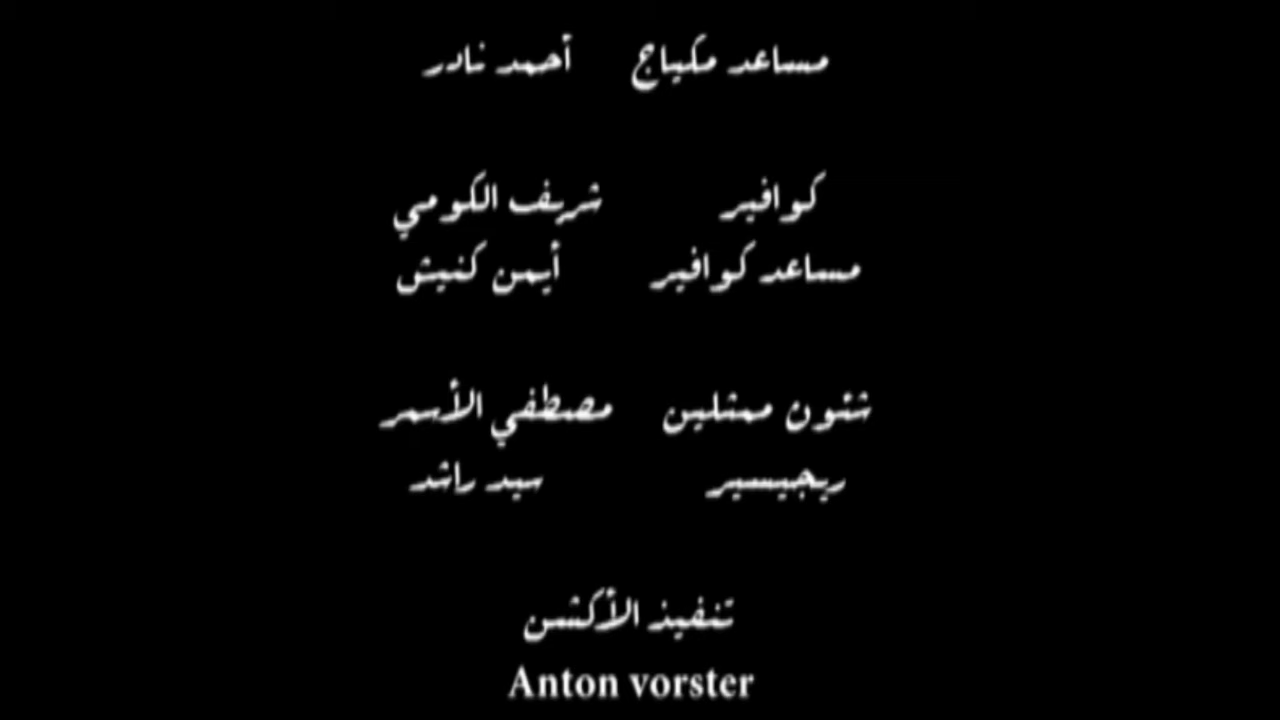 مساعد مكياج أحمد نادر
كوافير شريف الكومي
مساعد كوافير أيمن كنيش
شئون ممثلين مصطفي الأسمر
ريجيسير سيد راشد
تنفيذ الأكشن
Anton vorster